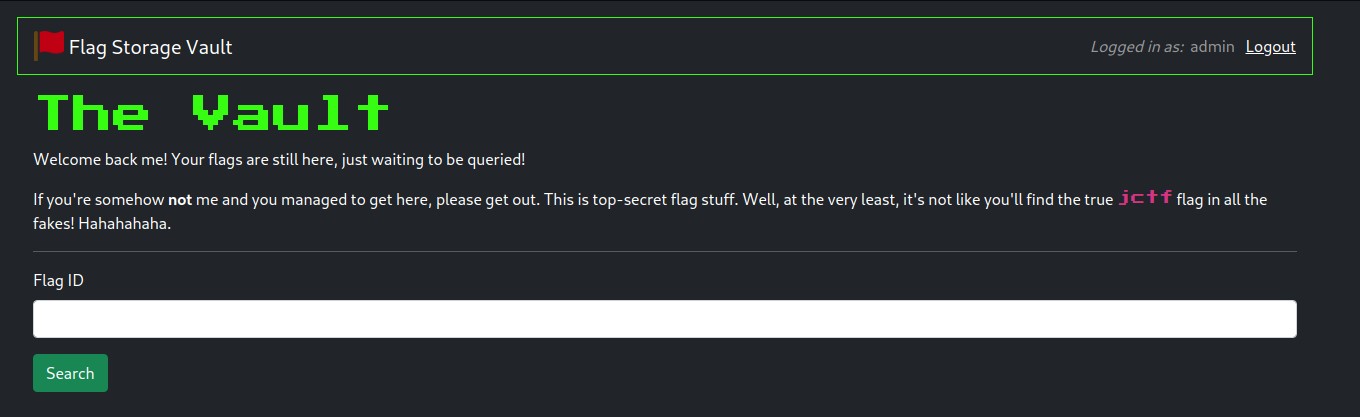 Flag Storage Vault
Logged in as: admin Logout
The Vault
Welcome back me! Your flags are still here, just waiting to be queried!
If you're somehow not me and you managed to get here, please get out. This is top-secret flag stuff. Well, at the very least, it's not like you'll find the true jctf flag in all the
fakes! Hahahahaha.
Flag ID
Search